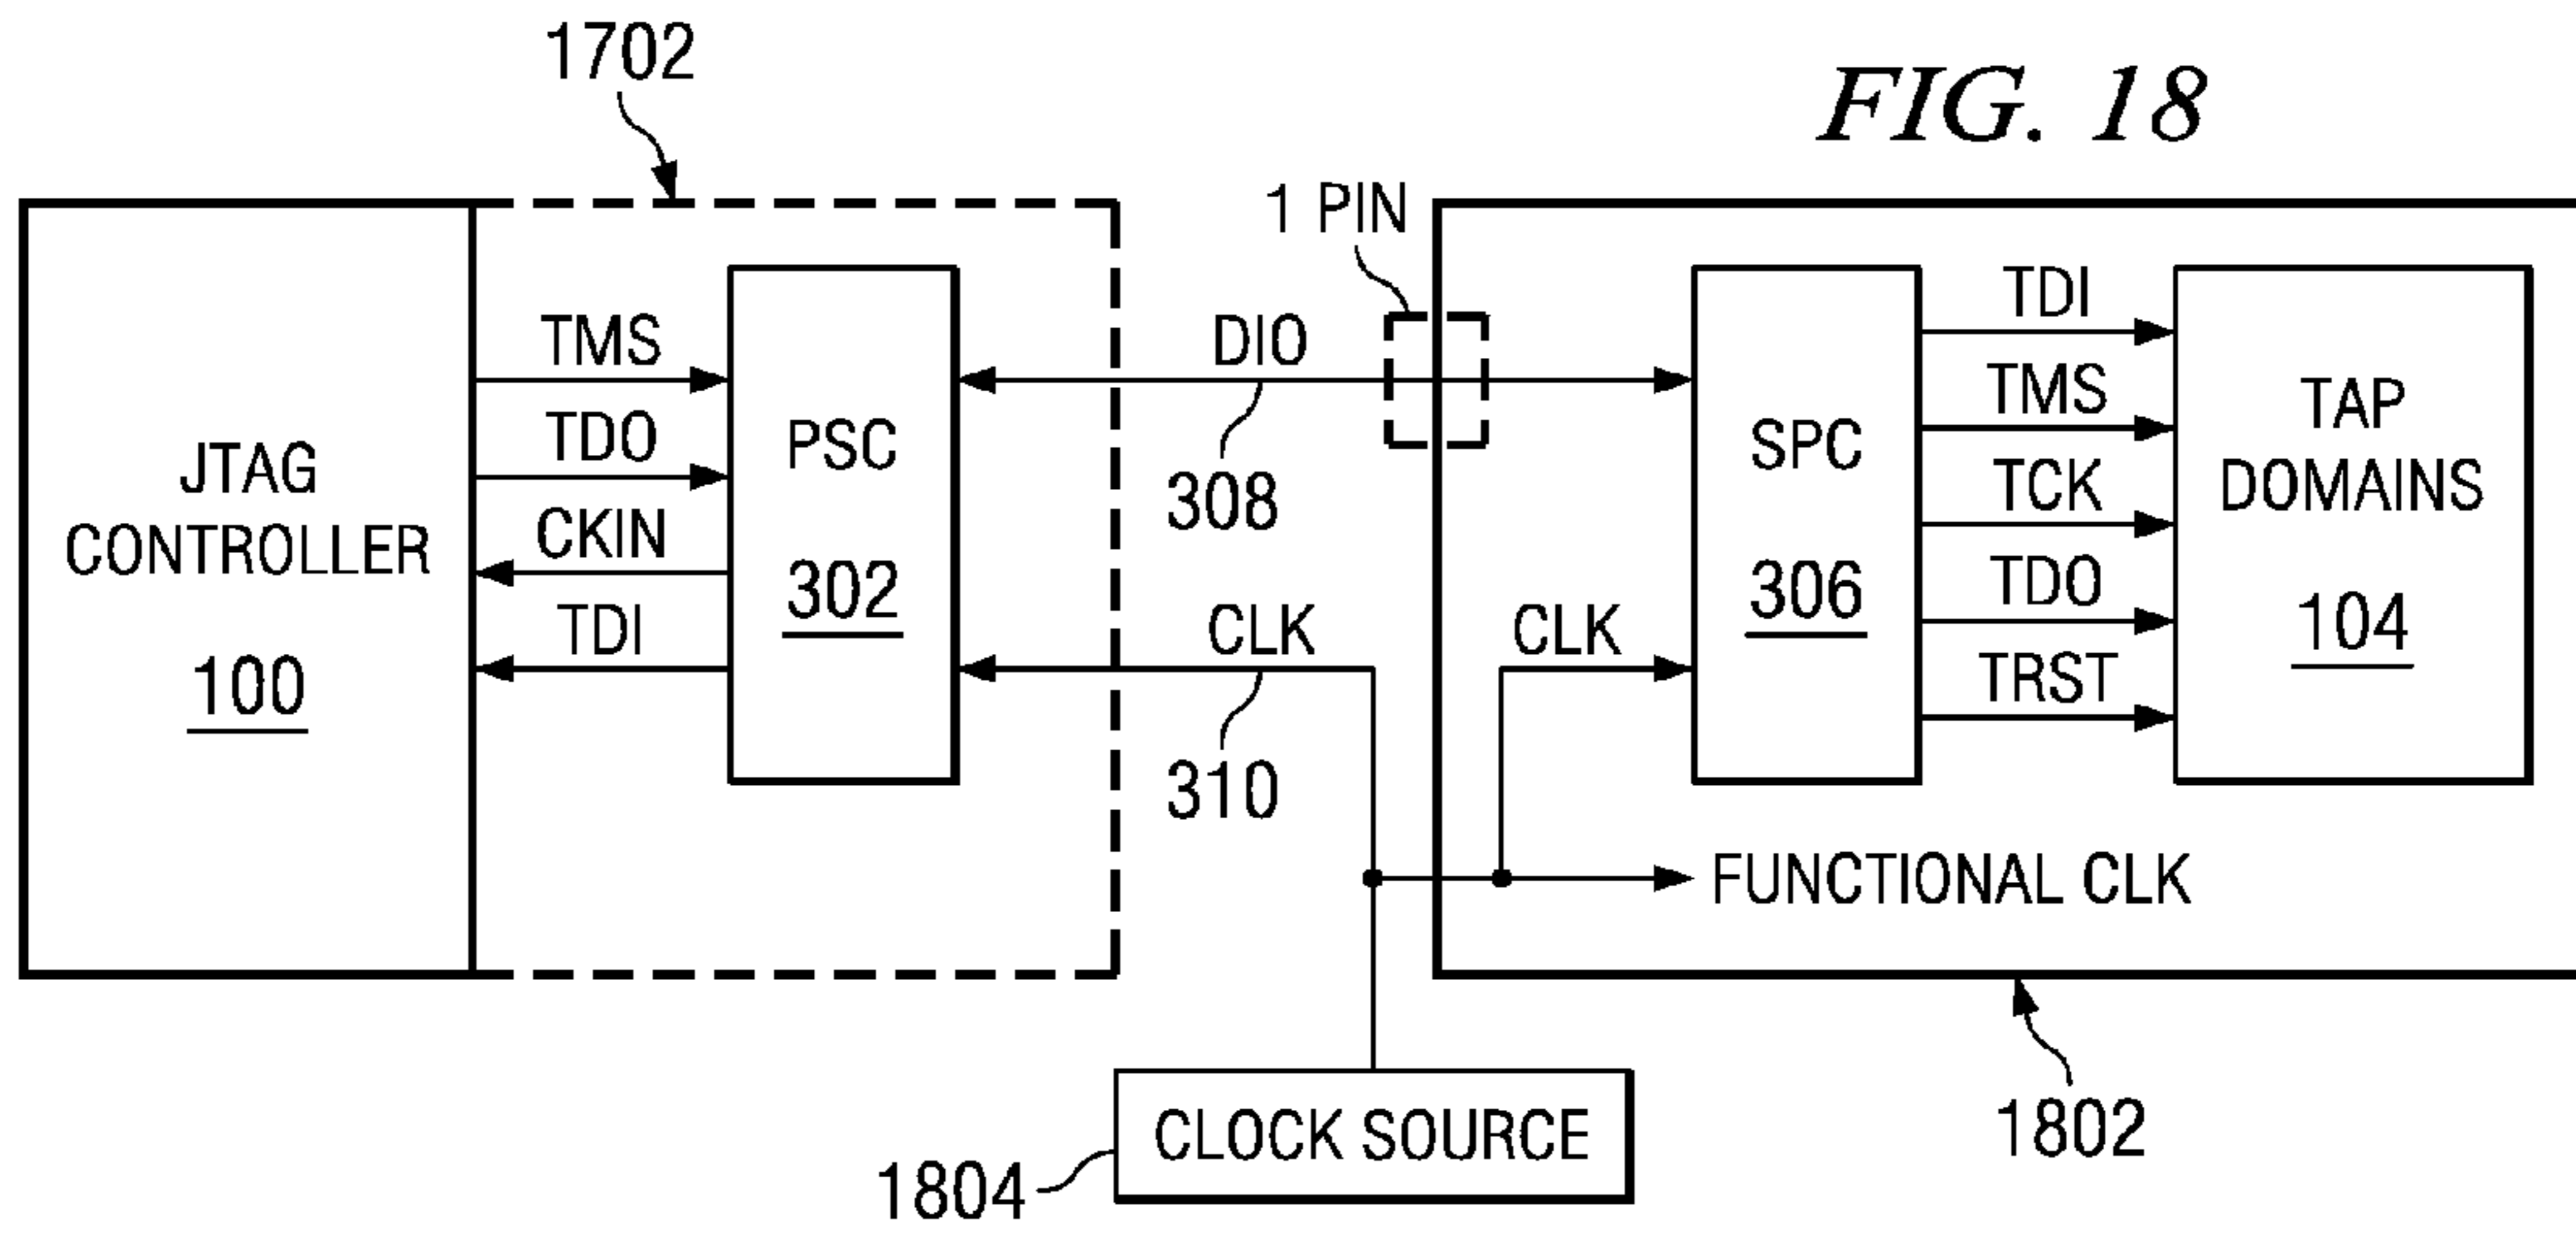 FIG. 18
1702
1 PIN
JTAG
CONTROLLER
100
TMS
TDO
CKIN
TDI
PSC
302
DIO
308
CLK
310
CLK
SPC
306
TDI
TMS
TCK
TDO
TRST
TAP
DOMAINS
104
FUNCTIONAL CLK
CLOCK SOURCE
1804
1802